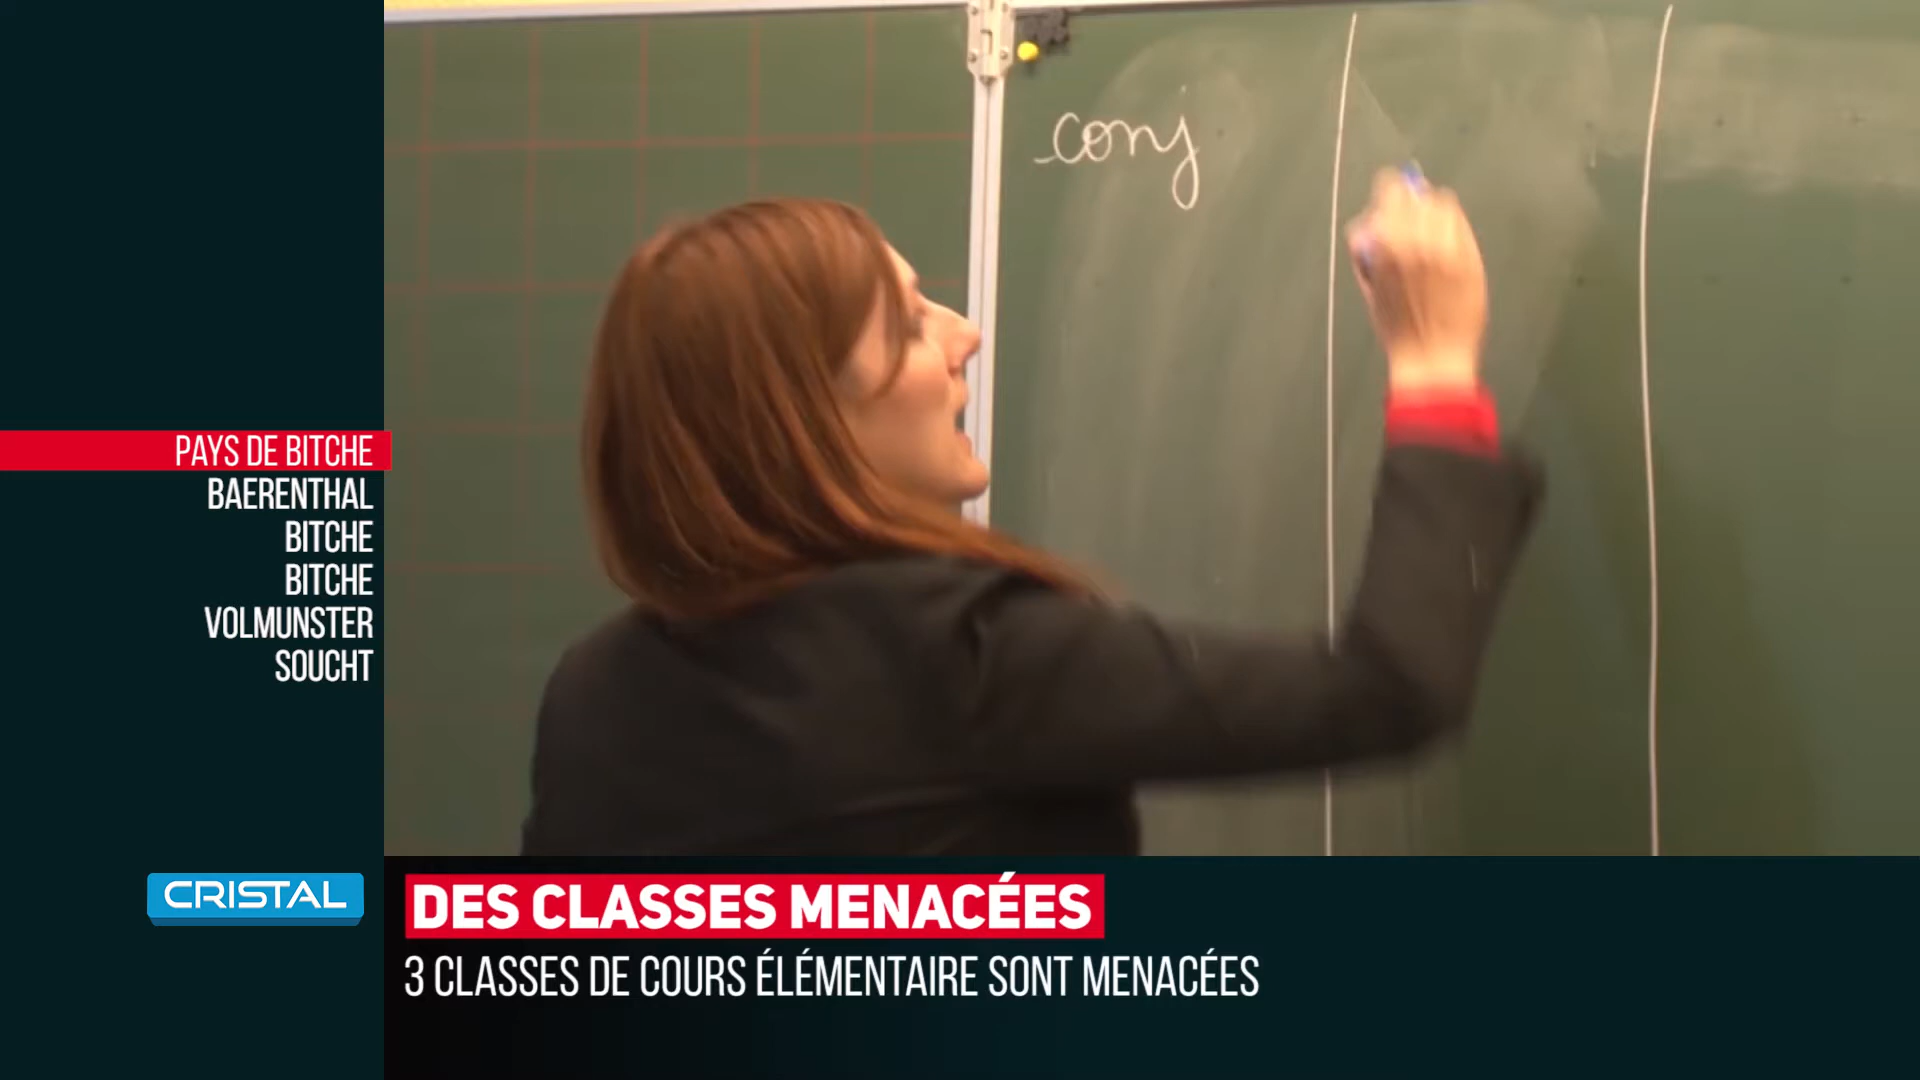 conj
PAYS DE BITCHE
BAERENTHAL
BITCHE
BITCHE
VOLMUNSTER
SOUCHT
CRISTAL
DES CLASSES MENACÉES
3 CLASSES DE COURS ÉLÉMENTAIRE SONT MENACÉES